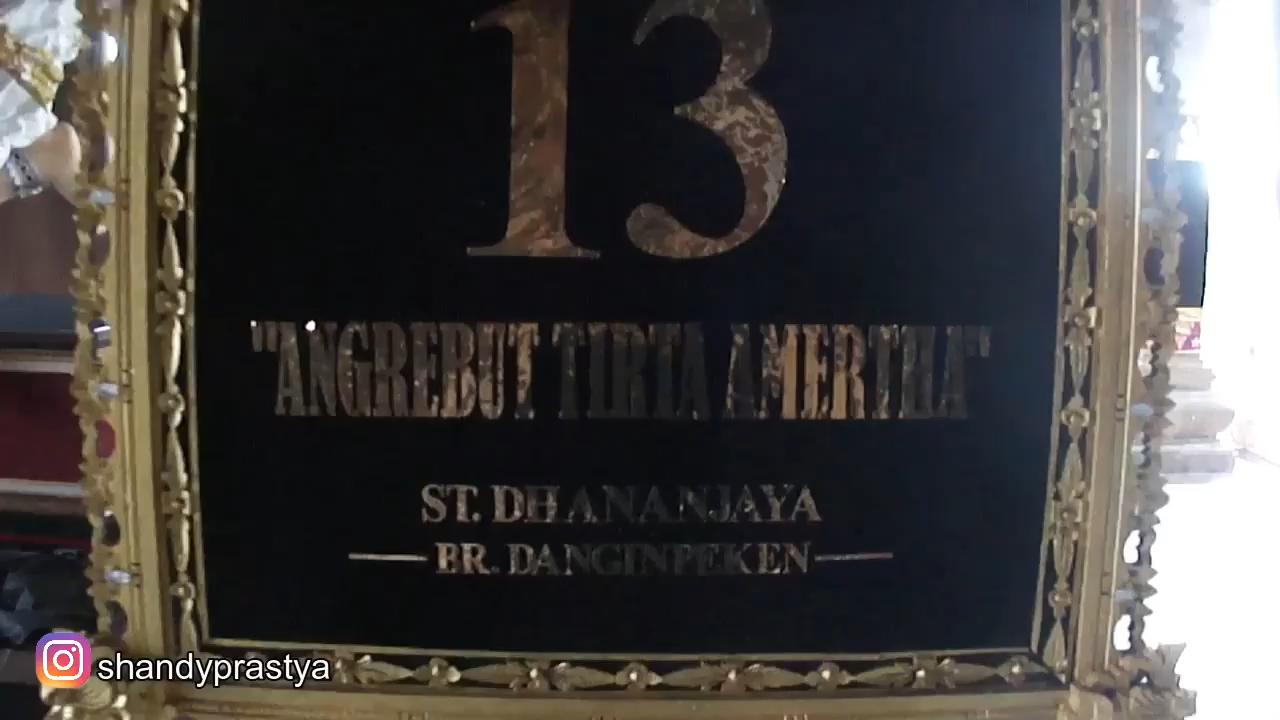 13
"ANGREBUT TIRTA AMERTHA"
ST. DHANANJAYA
BR. DANGINPEKEN
shandyprastya